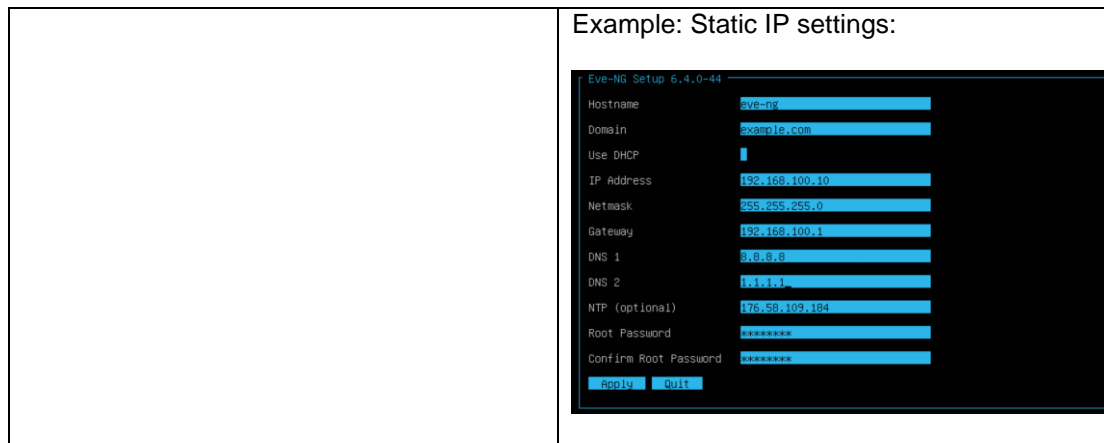 Example: Static IP settings:
Eve-NG Setup 6.4.0-44
Hostname eve-ng
Domain example.com
Use DHCP
IP Address 192.168.100.10
Netmask 255.255.255.0
Gateway 192.168.100.1
DNS 1 8.8.8.8
DNS 2 1.1.1.1_
NTP (optional) 176.58.109.184
Root Password ********
Confirm Root Password ********
Apply Quit